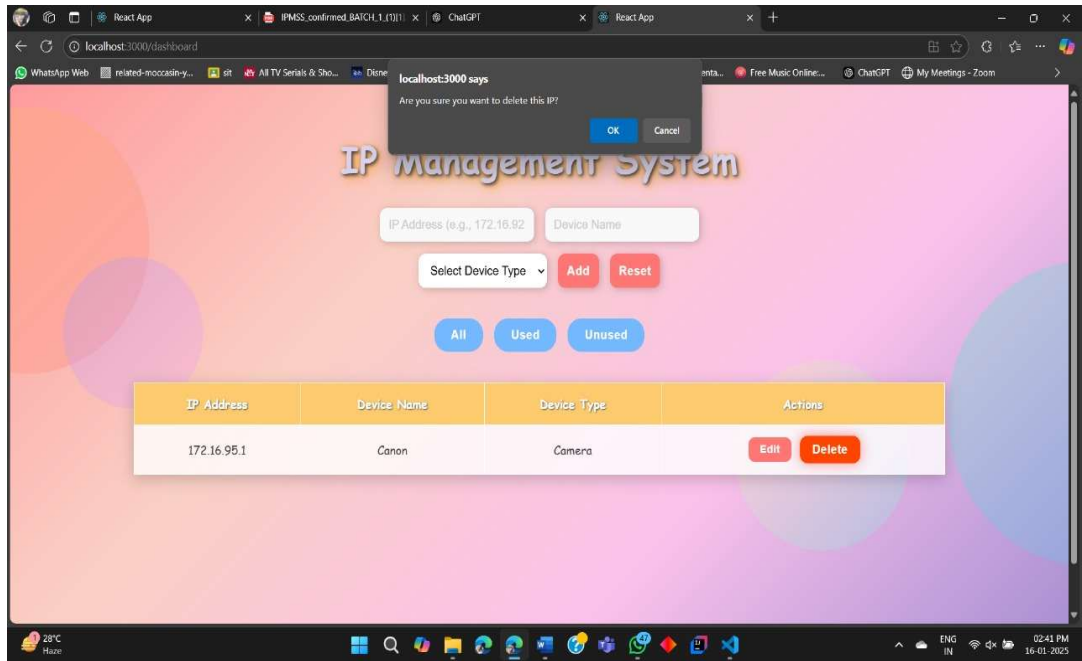 React App
IPMSS_confirmed_BATCH_1_(1)[1]
ChatGPT
React App
localhost:3000/dashboard
WhatsApp Web
related-moccasin-y...
sit
All TV Serials & Sho...
Disne
enta...
Free Music Online:...
ChatGPT
My Meetings - Zoom
localhost:3000 says
Are you sure you want to delete this IP?
OK Cancel
IP Management System
IP Address (e.g., 172.16.92 Device Name
Select Device Type Add Reset
All Used Unused
IP Address Device Name Device Type Actions
172.16.95.1 Canon Camera Edit Delete
1
28°C
Haze
47
ENG
IN
02:41 PM
16-01-2025